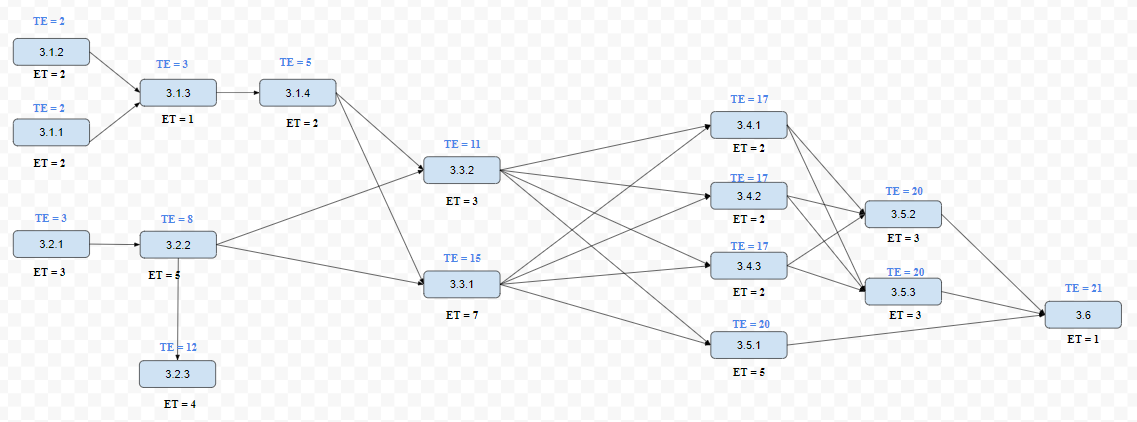 TE = 2
3.1.2
ET = 2
TE = 2
3.1.1
ET = 2
TE = 3
3.1.3
ET = 1
TE = 5
3.1.4
ET = 2
TE = 3
3.2.1
ET = 3
TE = 8
3.2.2
ET = 5
TE = 12
3.2.3
ET = 4
TE = 11
3.3.2
ET = 3
TE = 15
3.3.1
ET = 7
TE = 17
3.4.1
ET = 2
TE = 17
3.4.2
ET = 2
TE = 17
3.4.3
ET = 2
TE = 20
3.5.1
ET = 5
TE = 20
3.5.2
ET = 3
TE = 20
3.5.3
ET = 3
TE = 21
3.6
ET = 1